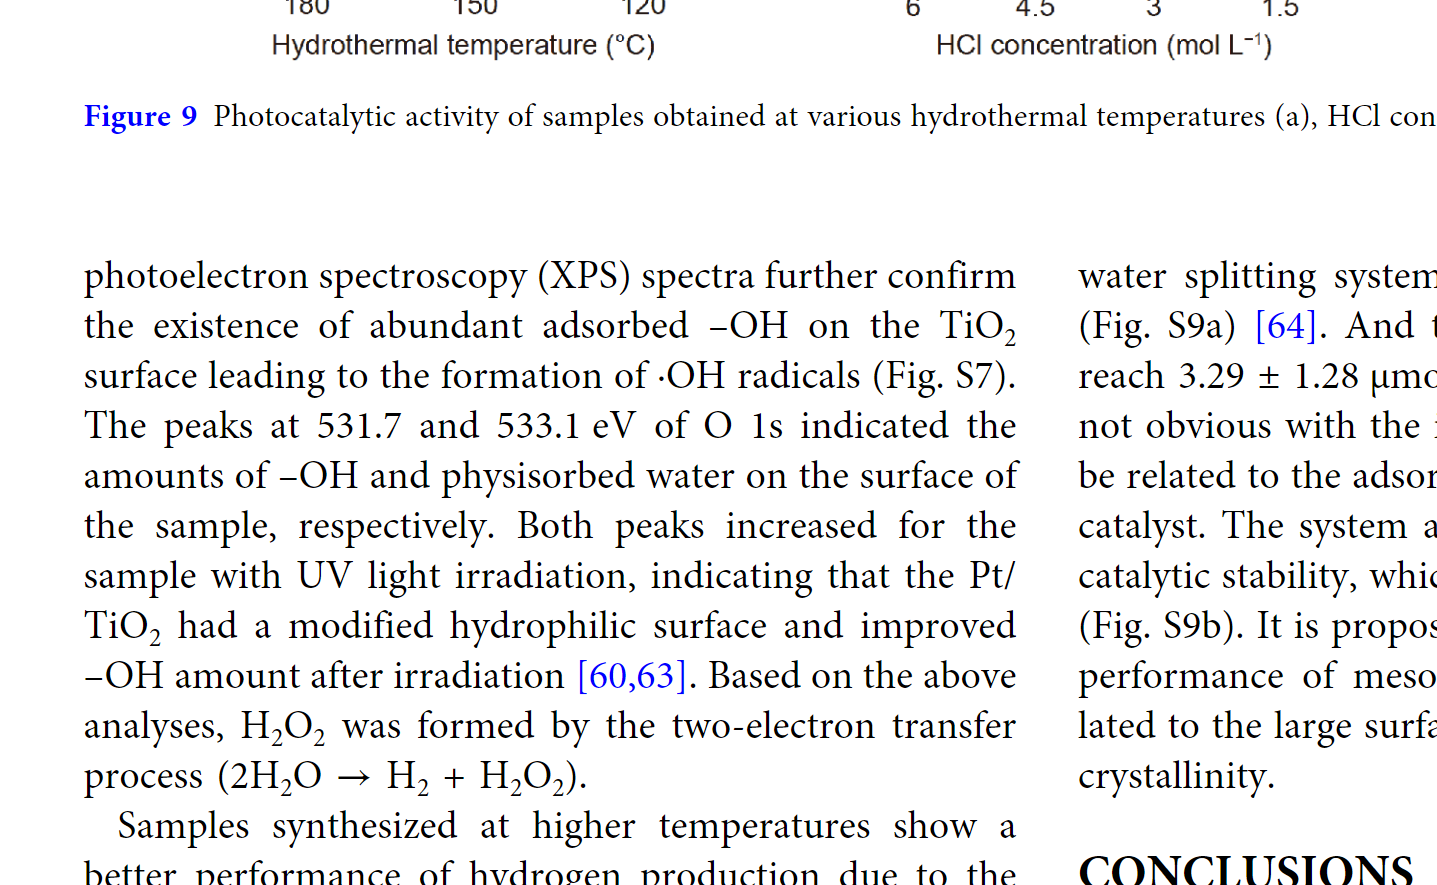 180 150 120
Hydrothermal temperature (°C)
6 4.5 3 1.5
HCl concentration (mol L⁻¹)
Figure 9 Photocatalytic activity of samples obtained at various hydrothermal temperatures (a), HCl con
photoelectron spectroscopy (XPS) spectra further confirm
the existence of abundant adsorbed –OH on the TiO₂
surface leading to the formation of ·OH radicals (Fig. S7).
The peaks at 531.7 and 533.1 eV of O 1s indicated the
amounts of –OH and physisorbed water on the surface of
the sample, respectively. Both peaks increased for the
sample with UV light irradiation, indicating that the Pt/
TiO₂ had a modified hydrophilic surface and improved
–OH amount after irradiation [60,63]. Based on the above
analyses, H₂O₂ was formed by the two-electron transfer
process (2H₂O → H₂ + H₂O₂).
Samples synthesized at higher temperatures show a
better performance of hydrogen production due to the
water splitting system
(Fig. S9a) [64]. And t
reach 3.29 ± 1.28 μmo
not obvious with the
be related to the adsor
catalyst. The system a
catalytic stability, whic
(Fig. S9b). It is propos
performance of meso
lated to the large surfa
crystallinity.
CONCLUSIONS